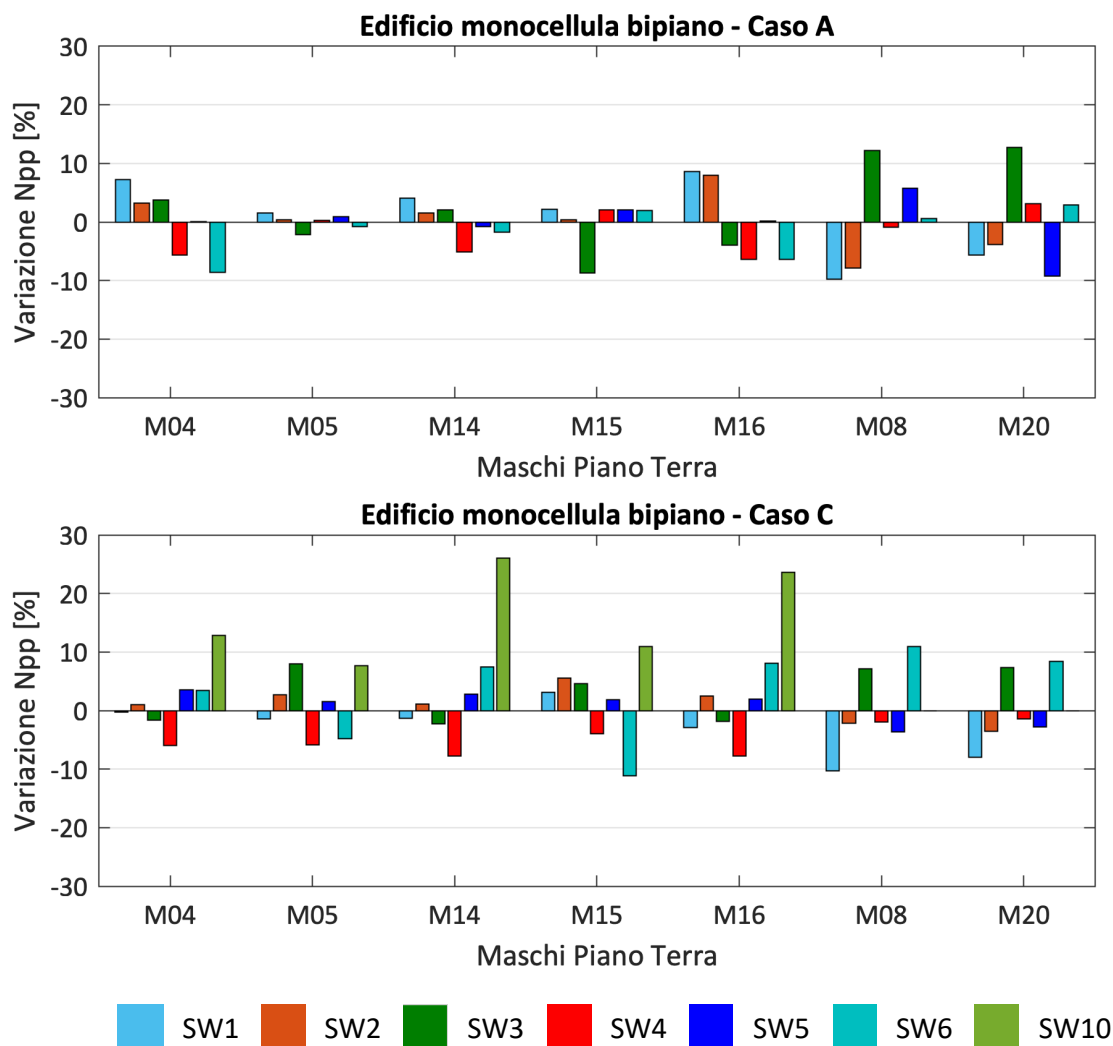 Edificio monocellula bipiano - Caso A
Variazione Npp [%]
30
20
10
0
-10
-20
-30
M04 M05 M14 M15 M16 M08 M20
Maschi Piano Terra
Edificio monocellula bipiano - Caso C
Variazione Npp [%]
30
20
10
0
-10
-20
-30
M04 M05 M14 M15 M16 M08 M20
Maschi Piano Terra
SW1 SW2 SW3 SW4 SW5 SW6 SW10